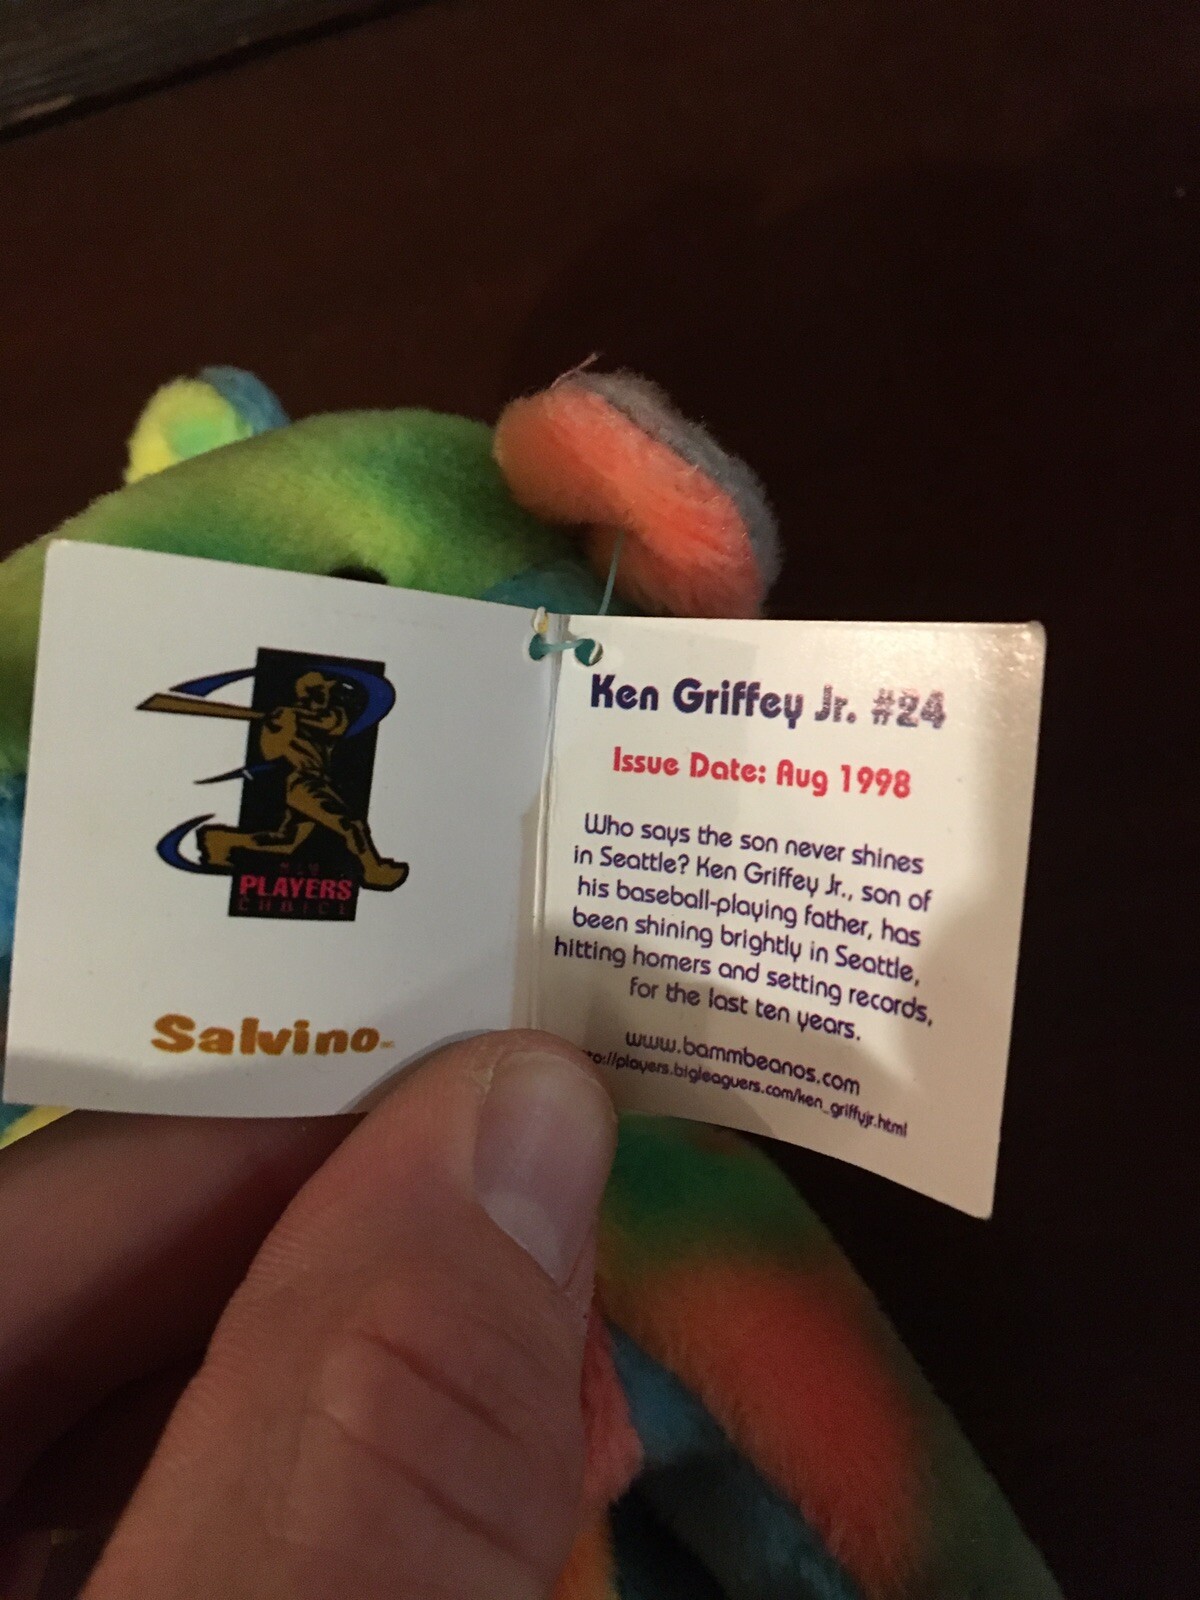 PLAYERS
CHOICE
Salvino
Ken Griffey Jr. #24
Issue Date: Aug 1998
Who says the son never shines
in Seattle? Ken Griffey Jr., son of
his baseball-playing father, has
been shining brightly in Seattle,
hitting homers and setting records,
for the last ten years.
www.bammbeanos.com
to://players.bigleaguers.com/ken_griffyjr.html